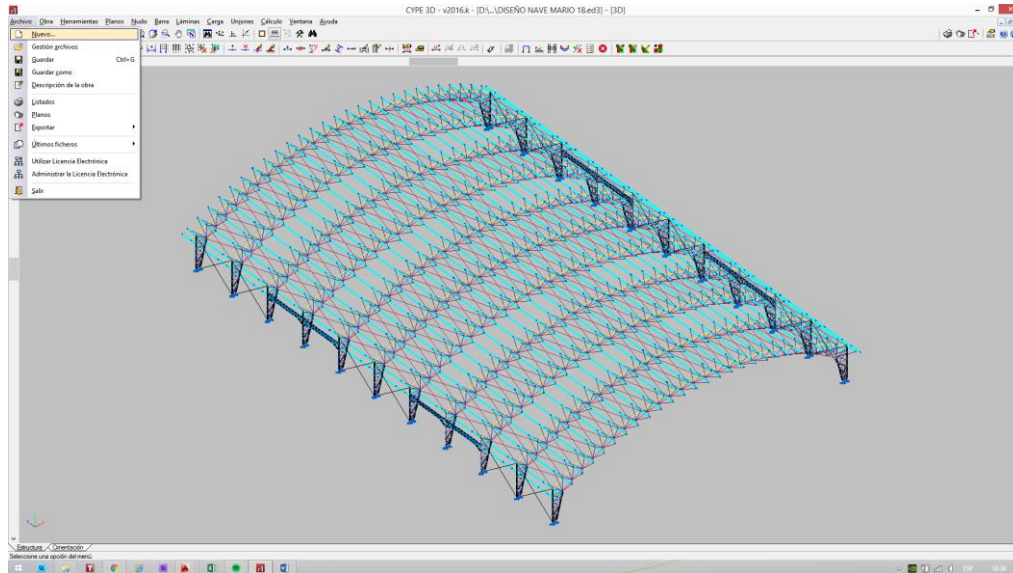 CYPE 3D - v2016.k - [D:\...\DISEÑO NAVE MARIO 18.ed3] - [3D]
Archivo Obra Herramientas Planos Nudo Barra Láminas Carga Uniones Cálculo Ventana Ayuda
Nuevo...
Gestión archivos
Guardar Ctrl+G
Guardar como
Descripción de la obra
Listados
Planos
Exportar
Últimos ficheros
Utilizar Licencia Electrónica
Administrar la Licencia Electrónica
Salir
Estructura Cimentación
Seleccione una opción del menú.
ESP 18:36